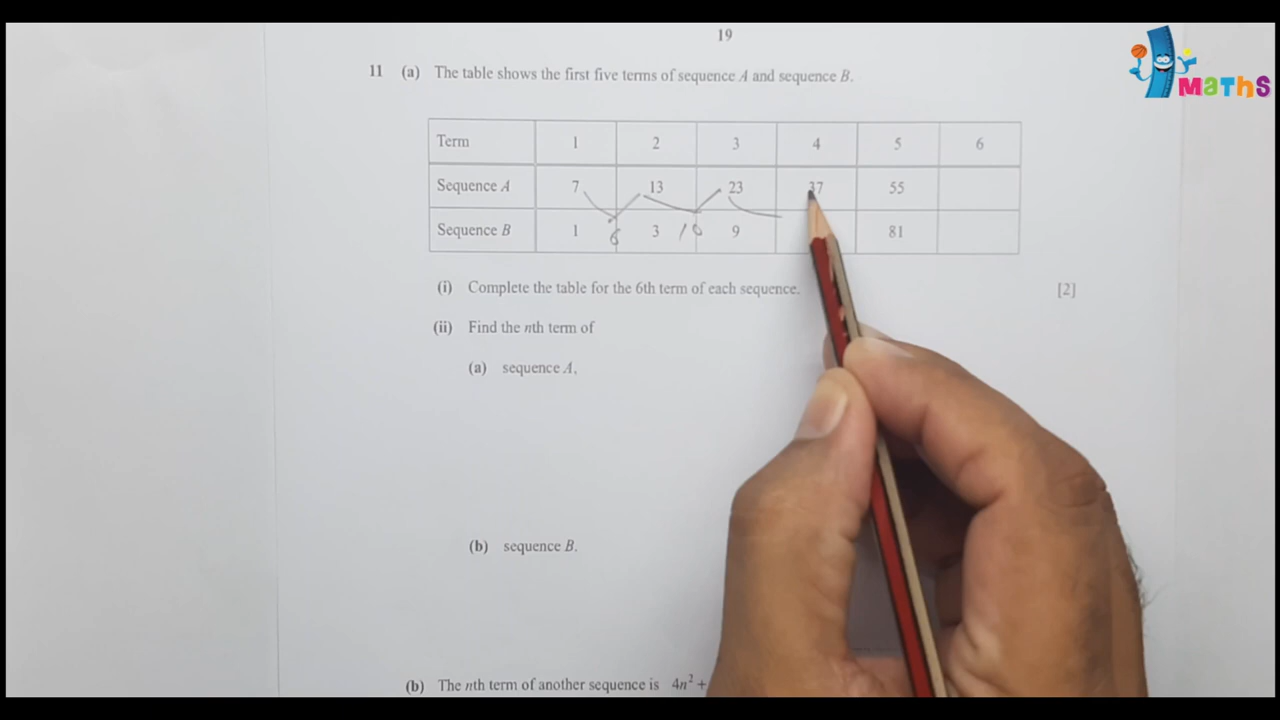 19
MaTHS
11 (a) The table shows the first five terms of sequence A and sequence B.
Term 1 2 3 4 5 6
Sequence A 7 13 23 37 55
Sequence B 1 3 9 81
6 10
(i) Complete the table for the 6th term of each sequence. [2]
(ii) Find the nth term of
(a) sequence A,
(b) sequence B.
(b) The nth term of another sequence is 4n² +